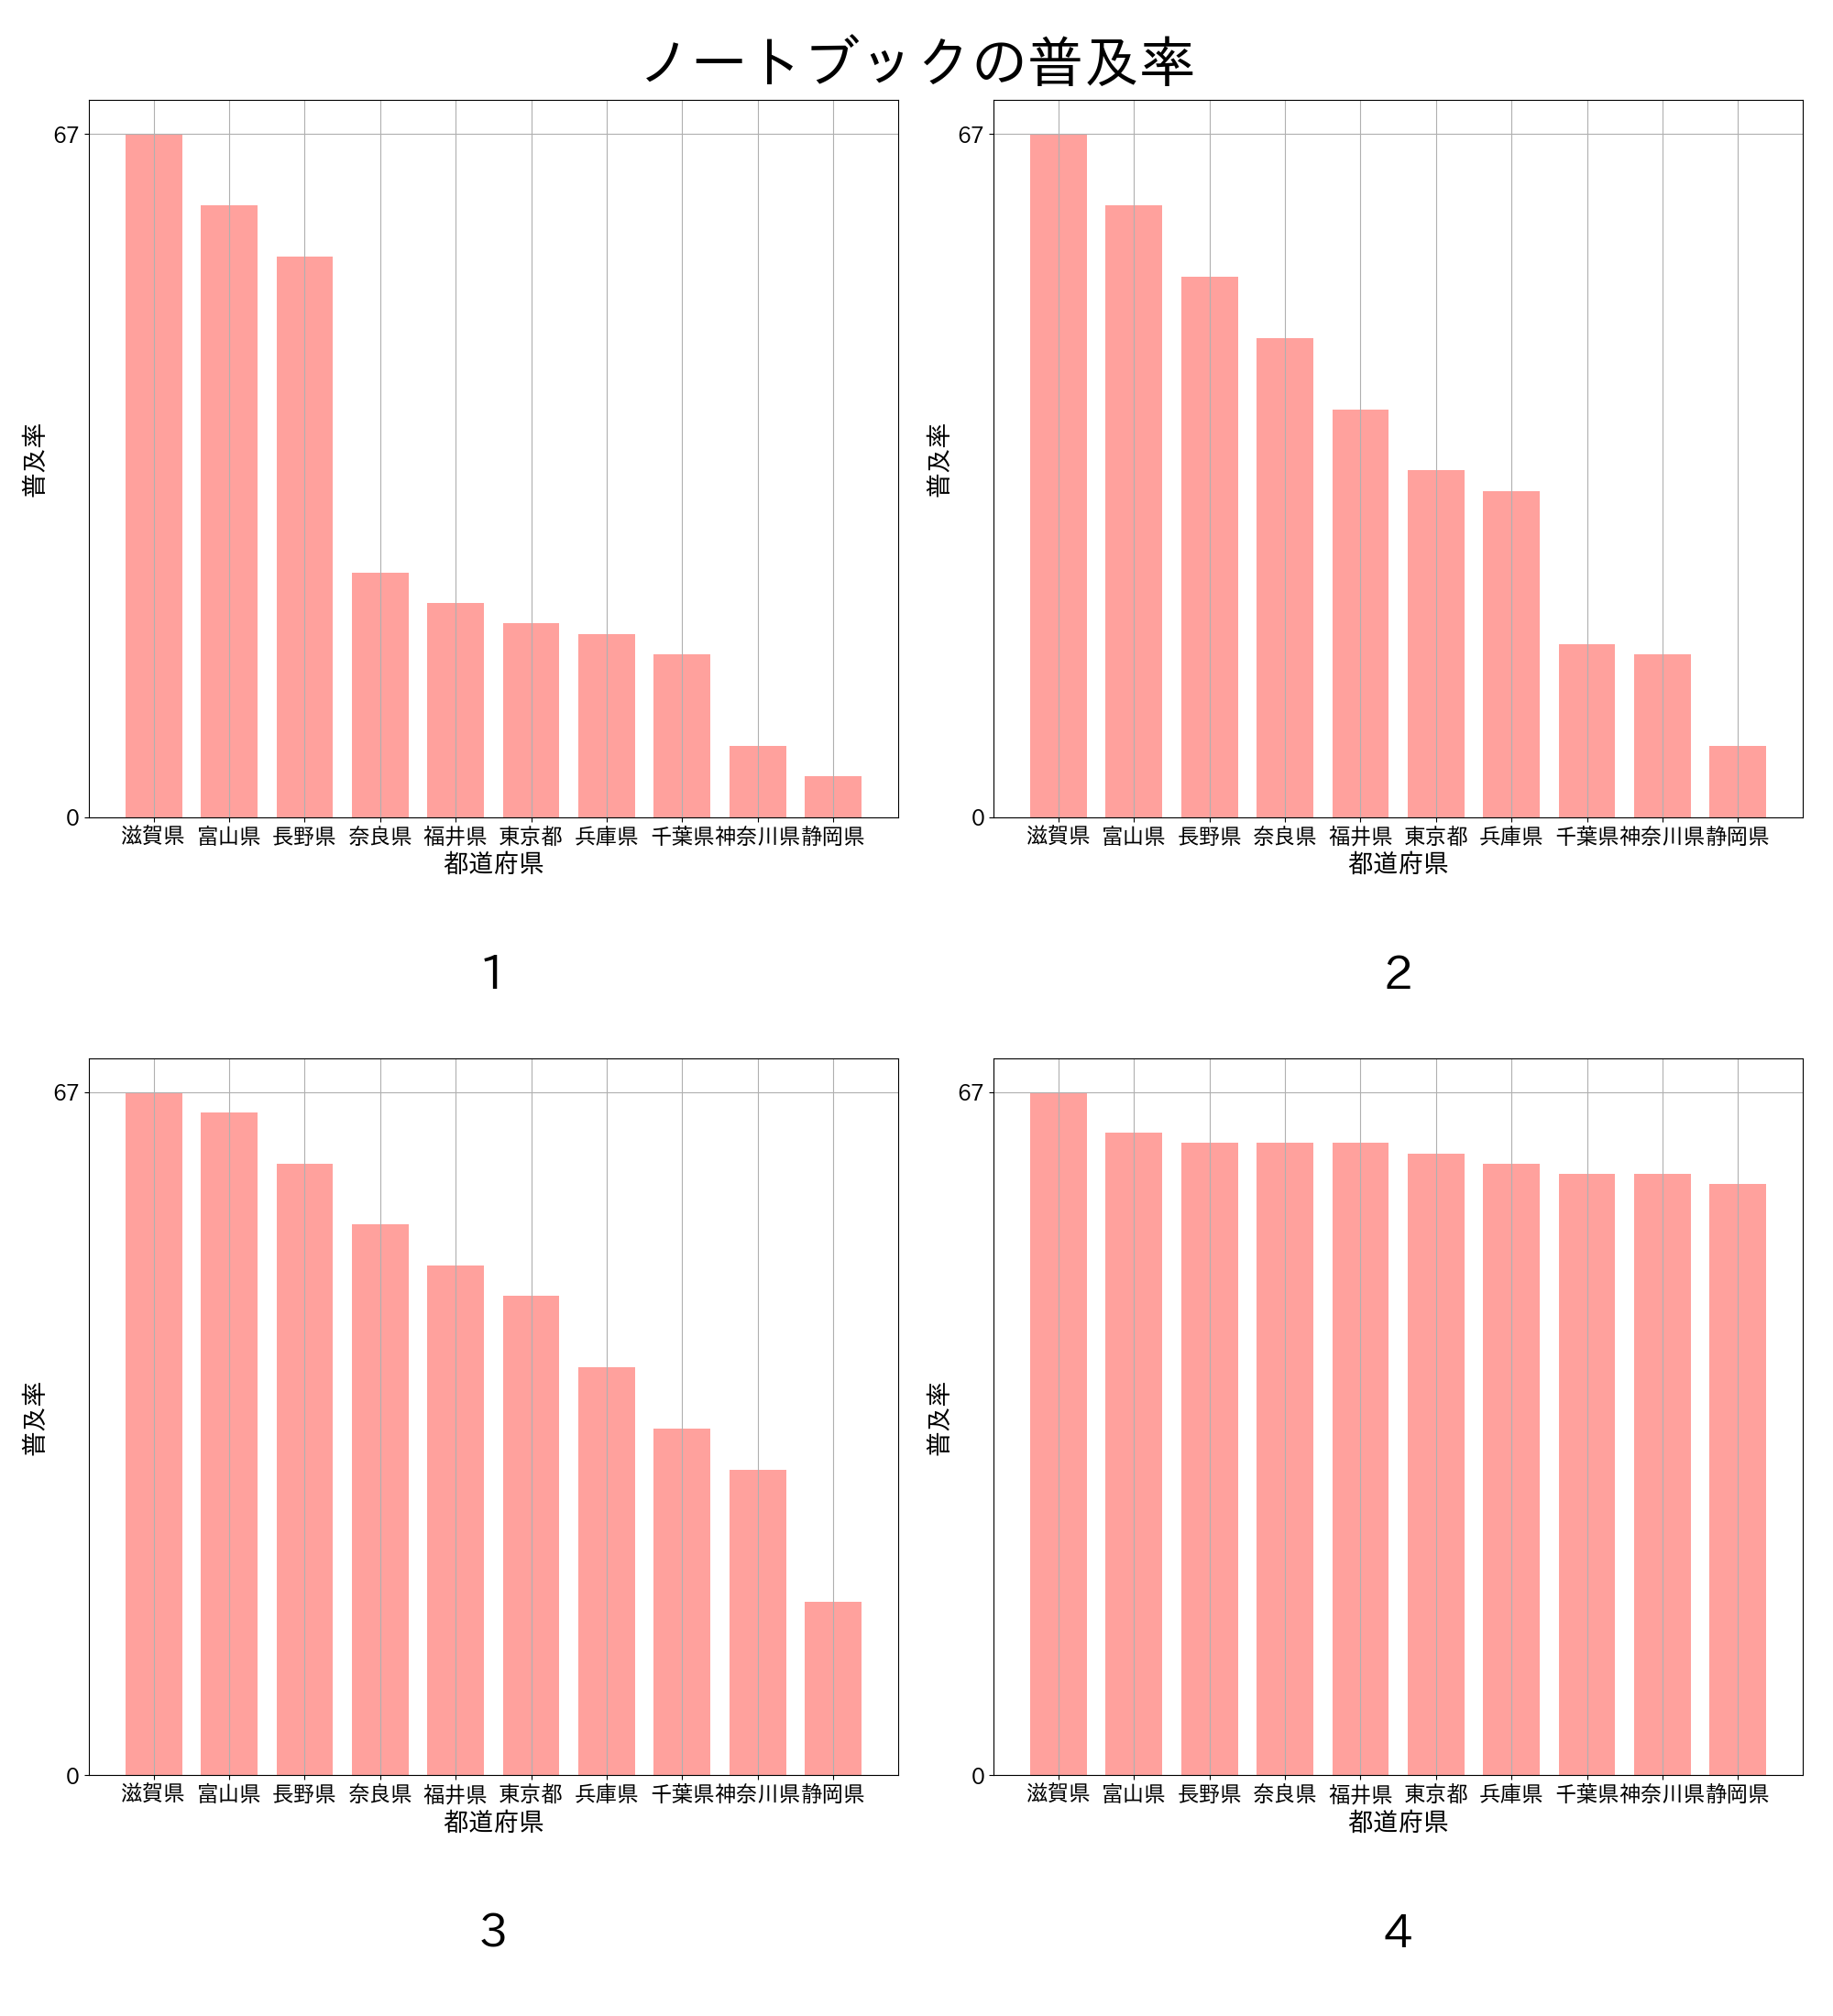 ノートブックの普及率
67
0
普及率
滋賀県 富山県 長野県 奈良県 福井県 東京都 兵庫県 千葉県 神奈川県 静岡県
都道府県
1
67
0
普及率
滋賀県 富山県 長野県 奈良県 福井県 東京都 兵庫県 千葉県 神奈川県 静岡県
都道府県
2
67
0
普及率
滋賀県 富山県 長野県 奈良県 福井県 東京都 兵庫県 千葉県 神奈川県 静岡県
都道府県
3
67
0
普及率
滋賀県 富山県 長野県 奈良県 福井県 東京都 兵庫県 千葉県 神奈川県 静岡県
都道府県
4